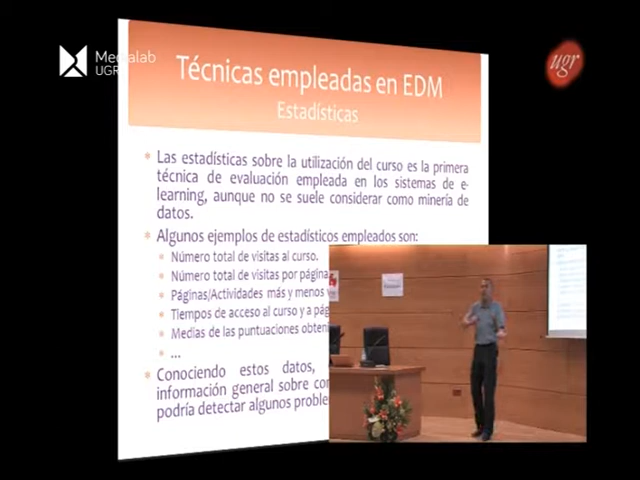 Medialab
UGR
ugr
Técnicas empleadas en EDM
Estadísticas
* Las estadísticas sobre la utilización del curso es la primera
técnica de evaluación empleada en los sistemas de e-
learning, aunque no se suele considerar como minería de
datos.
* Algunos ejemplos de estadísticos empleados son:
* Número total de visitas al curso.
* Número total de visitas por página
* Páginas/Actividades más y menos
* Tiempos de acceso al curso y a
* Medias de las puntuaciones
* ...
* Conociendo estos datos,
información general sobre
podría detectar algunos